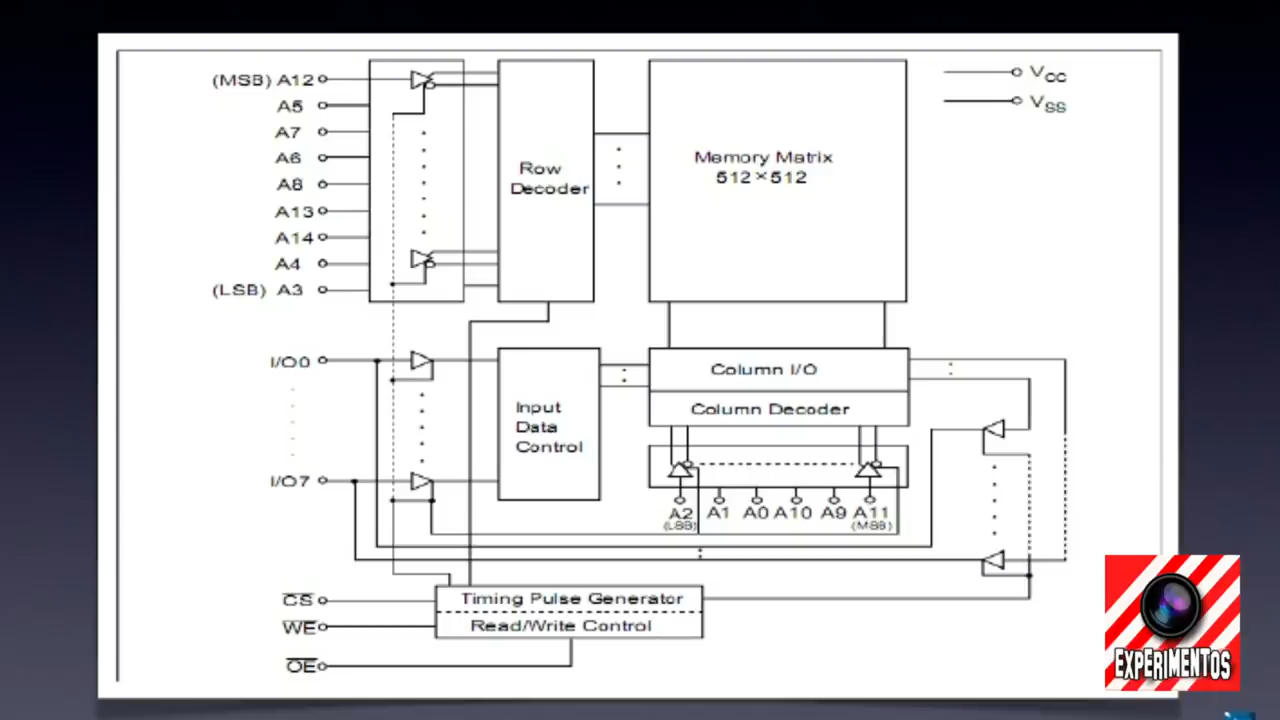 (MSB) A12
A5
A7
A6
A8
A13
A14
A4
(LSB) A3
Row
Decoder
Memory Matrix
512×512
VCC
VSS
I/O0
I/O7
Input
Data
Control
Column I/O
Column Decoder
A2 A1 A0 A10 A9 A11
(LSB) (MSB)
CS
WE
OE
Timing Pulse Generator
Read/Write Control
EXPERIMENTOS